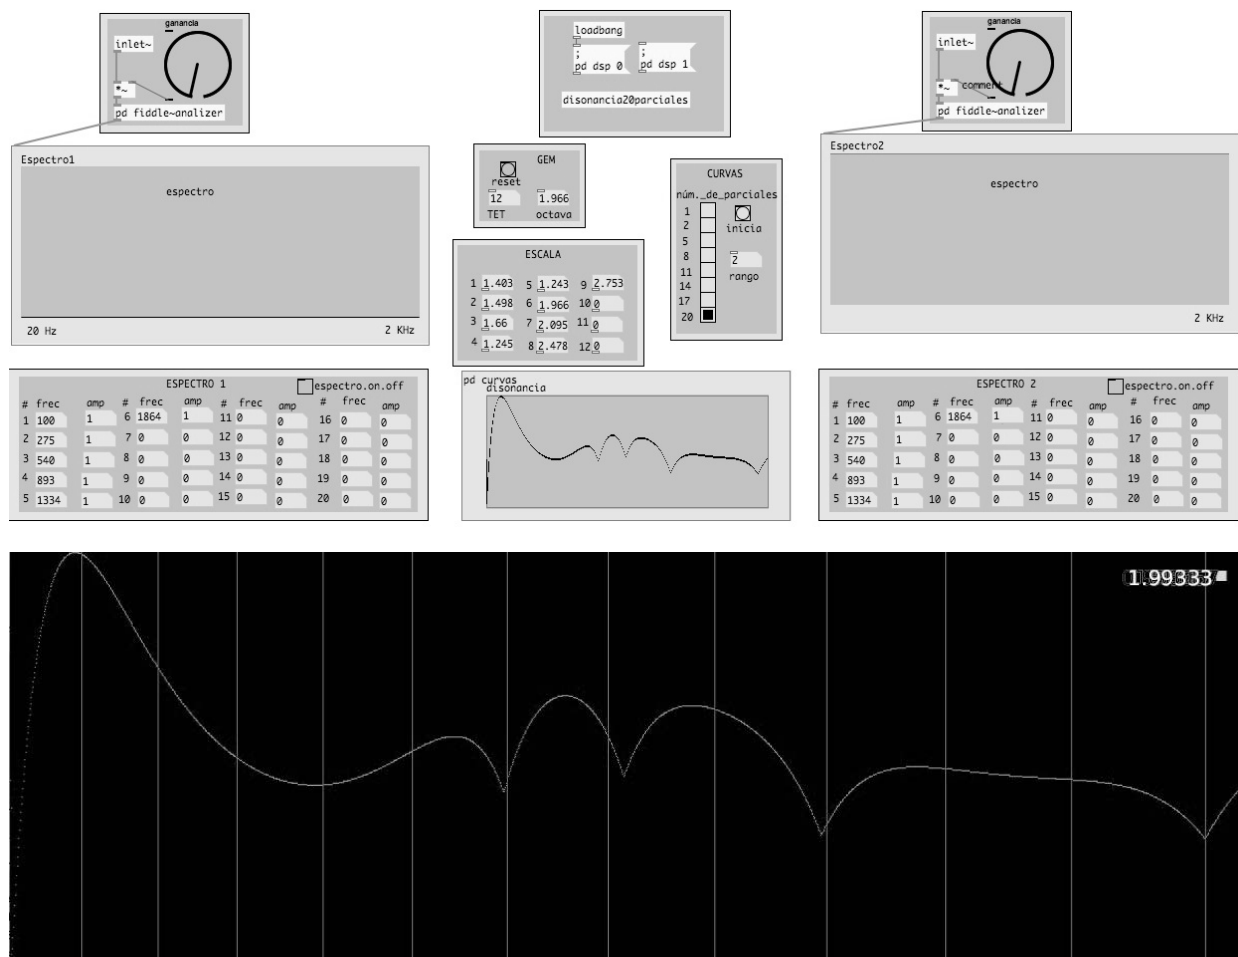 ganancia
inlet~
*~
pd fiddle~analizer
Espectro1
espectro
20 Hz 2 KHz
loadbang
;
pd dsp 0
;
pd dsp 1
disonancia20parciales
GEM
reset
12 1.966
TET octava
CURVAS
núm._de_parciales
1
2
5
8
11
14
17
20
inicia
2
rango
ESCALA
1 1.403 5 1.243 9 2.753
2 1.498 6 1.966 10 0
3 1.66 7 2.095 11 0
4 1.245 8 2.478 12 0
pd curvas
disonancia
ganancia
inlet~
*~ comment
pd fiddle~analizer
Espectro2
espectro
2 KHz
ESPECTRO 1 espectro.on.off
# frec amp # frec amp # frec amp # frec amp
1 100 1 6 1864 1 11 0 0 16 0 0
2 275 1 7 0 0 12 0 0 17 0 0
3 540 1 8 0 0 13 0 0 18 0 0
4 893 1 9 0 0 14 0 0 19 0 0
5 1334 1 10 0 0 15 0 0 20 0 0
ESPECTRO 2 espectro.on.off
# frec amp # frec amp # frec amp # frec amp
1 100 1 6 1864 1 11 0 0 16 0 0
2 275 1 7 0 0 12 0 0 17 0 0
3 540 1 8 0 0 13 0 0 18 0 0
4 893 1 9 0 0 14 0 0 19 0 0
5 1334 1 10 0 0 15 0 0 20 0 0
1.99333